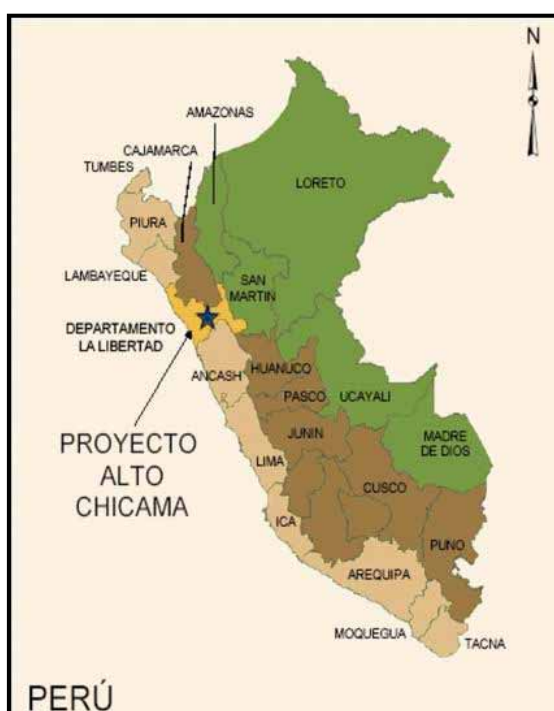 N
AMAZONAS
CAJAMARCA
TUMBES
LORETO
PIURA
LAMBAYEQUE
SAN
MARTIN
DEPARTAMENTO
LA LIBERTAD
HUANUCO
ANCASH
PASCO
UCAYALI
PROYECTO
ALTO
CHICAMA
JUNIN
MADRE
DE DIOS
LIMA
CUSCO
ICA
PUNO
AREQUIPA
MOQUEGUA
TACNA
PERÚ